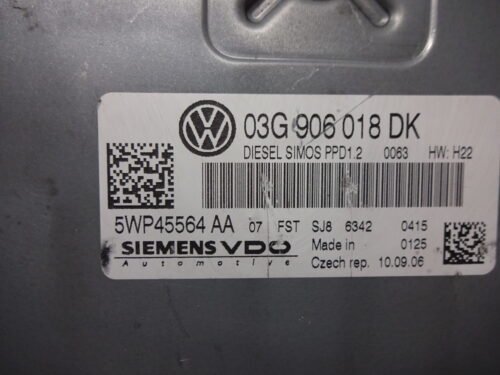 03G 906 018 DK
DIESEL SIMOS PPD1.2 0063 HW: H22
5WP45564 AA 07 FST SJ8 6342 0415
SIEMENS VDO Made in 0125
Automotive Czech rep. 10.09.06